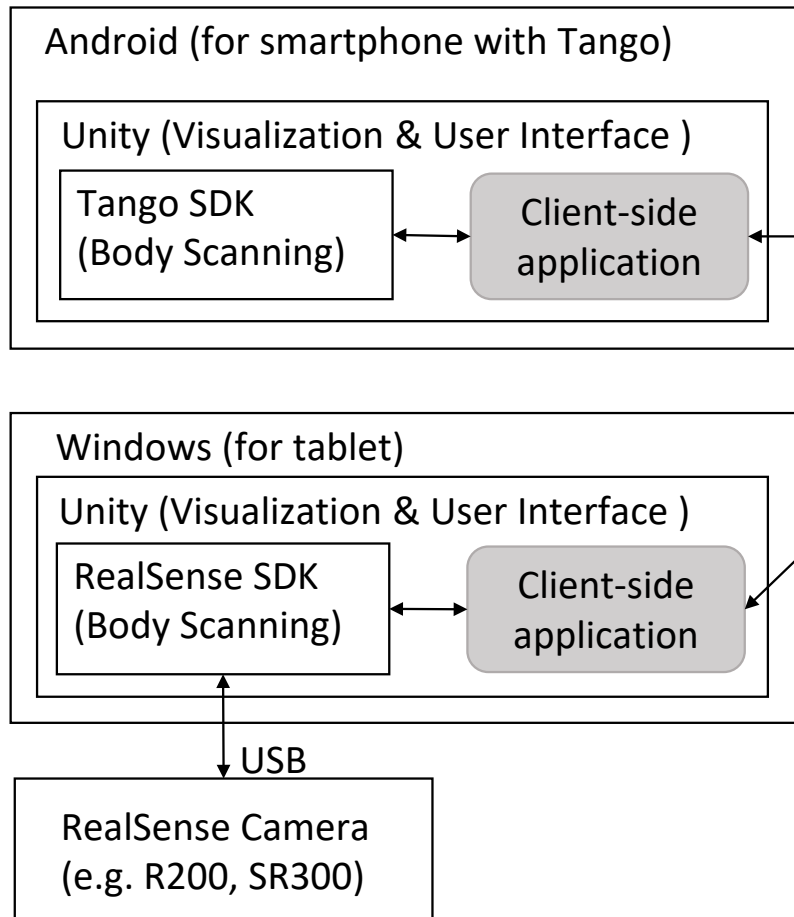 Android (for smartphone with Tango)
Unity (Visualization & User Interface )
Tango SDK
(Body Scanning)
Client-side
application
Windows (for tablet)
Unity (Visualization & User Interface )
RealSense SDK
(Body Scanning)
Client-side
application
USB
RealSense Camera
(e.g. R200, SR300)